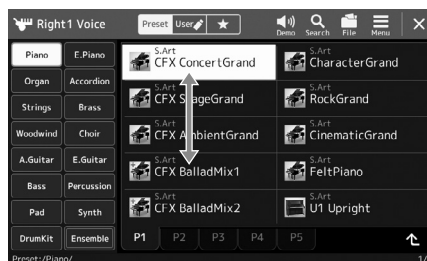 Right1 Voice
Preset User ★ Demo Search File Menu
Piano E.Piano
Organ Accordion
Strings Brass
Woodwind Choir
A.Guitar E.Guitar
Bass Percussion
Pad Synth
DrumKit Ensemble
S.Art
CFX ConcertGrand
S.Art
CharacterGrand
S.Art
CFX StageGrand
S.Art
RockGrand
S.Art
CFX AmbientGrand
S.Art
CinematicGrand
S.Art
CFX BalladMix1
S.Art
FeltPiano
S.Art
CFX BalladMix2
S.Art
U1 Upright
P1 P2 P3 P4 P5
Preset:/Piano/ 1/